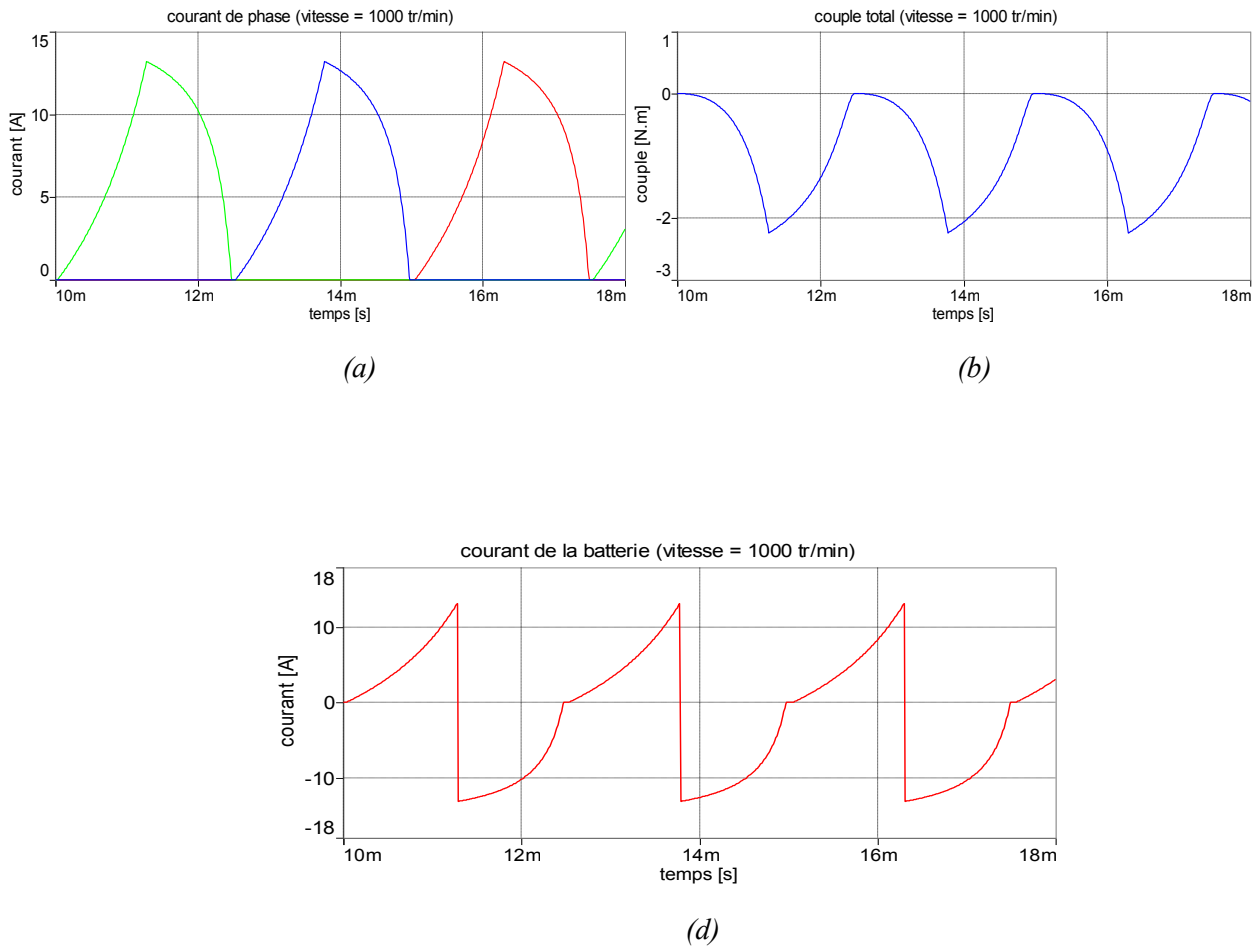 courant de phase (vitesse = 1000 tr/min)
15
10
5
0
courant [A]
10m 12m 14m 16m 18m
temps [s]
(a)
couple total (vitesse = 1000 tr/min)
1
0
-2
-3
couple [N.m]
10m 12m 14m 16m 18m
temps [s]
(b)
courant de la batterie (vitesse = 1000 tr/min)
18
10
0
-10
-18
courant [A]
10m 12m 14m 16m 18m
temps [s]
(d)